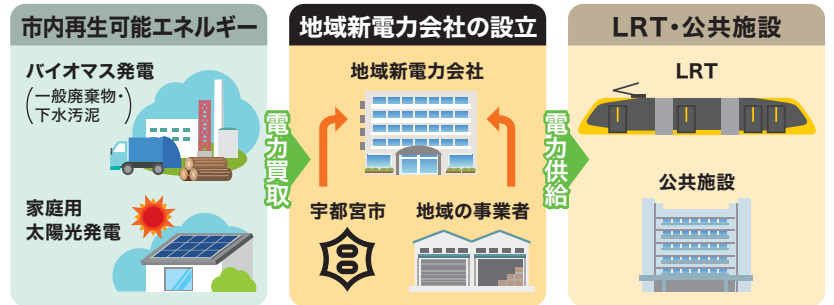 市内再生可能エネルギー
バイオマス発電
(一般廃棄物・
下水汚泥)
家庭用
太陽光発電
電力買取
地域新電力会社の設立
地域新電力会社
宇都宮市
地域の事業者
電力供給
LRT・公共施設
LRT
公共施設